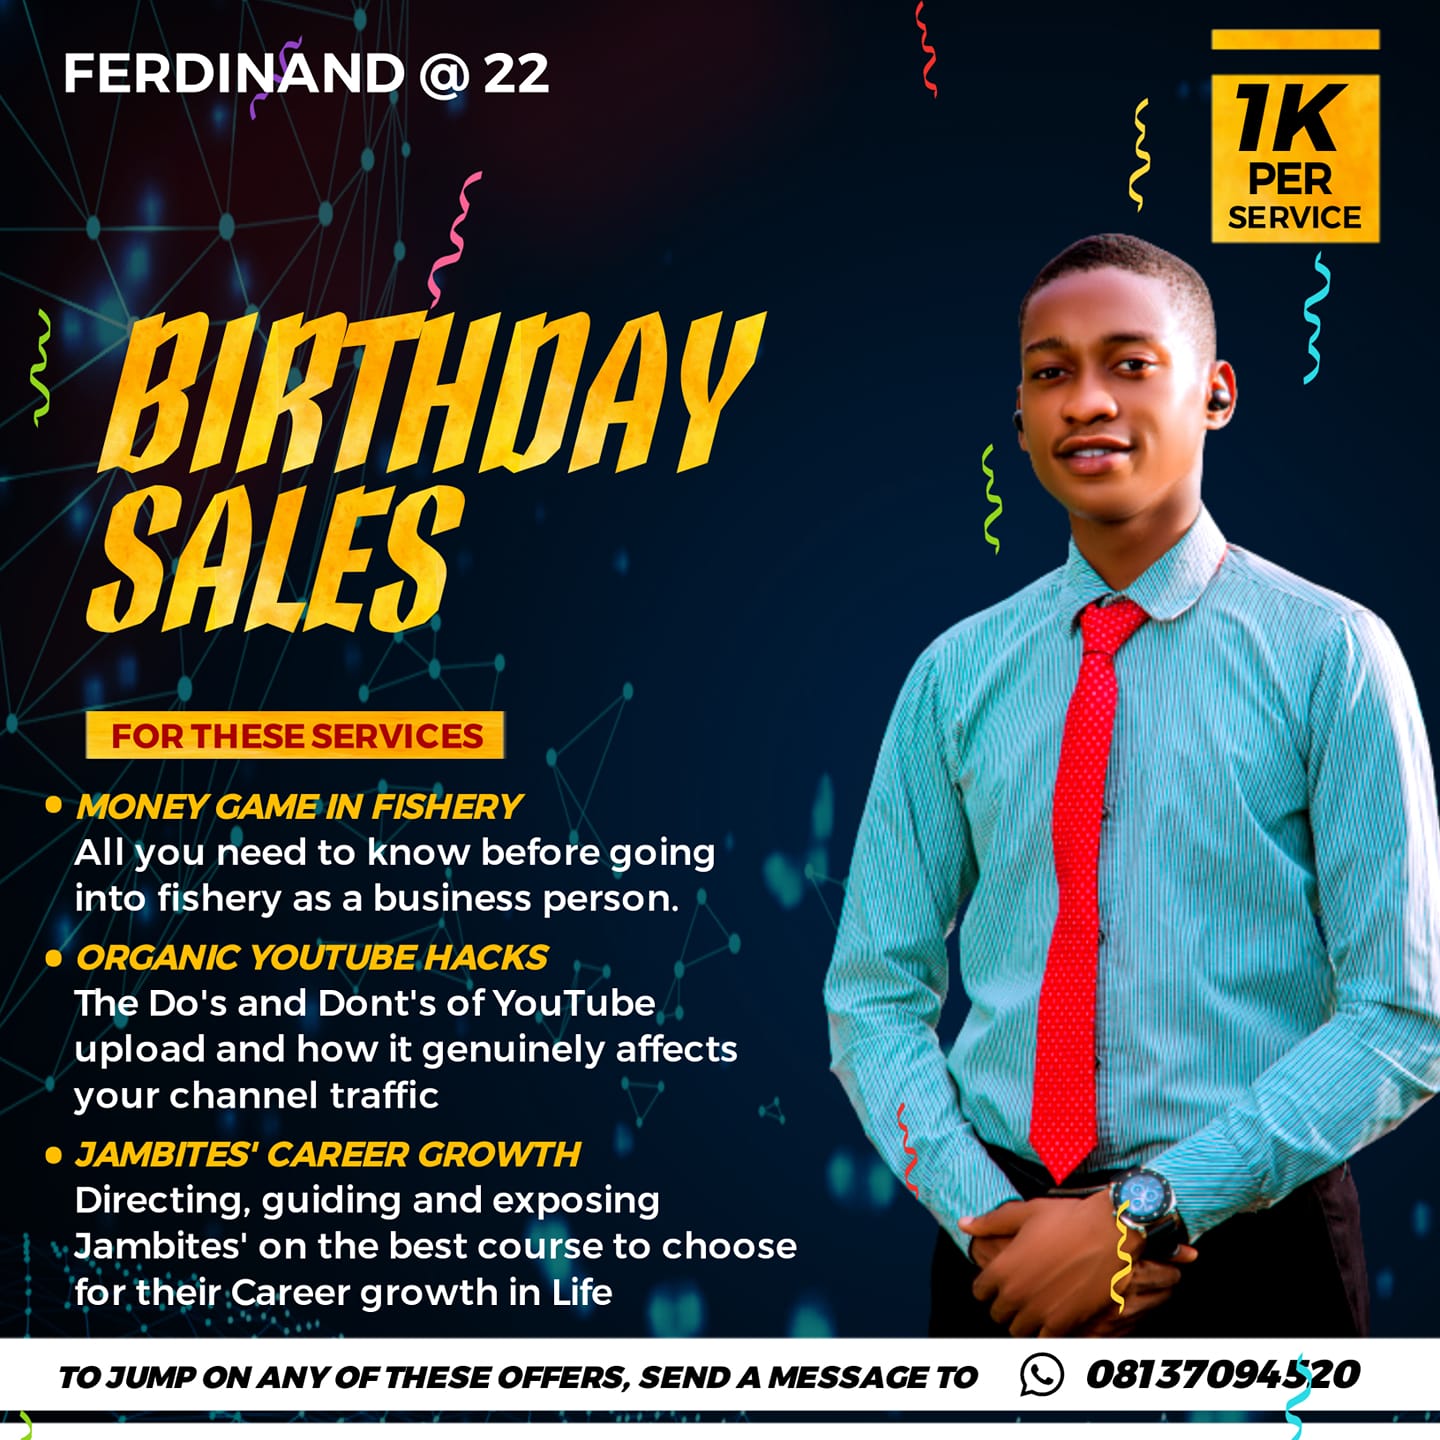 FERDINAND @ 22
1K
PER
SERVICE
BIRTHDAY
SALES
FOR THESE SERVICES
• MONEY GAME IN FISHERY
All you need to know before going
into fishery as a business person.
• ORGANIC YOUTUBE HACKS
The Do's and Dont's of YouTube
upload and how it genuinely affects
your channel traffic
• JAMBITES' CAREER GROWTH
Directing, guiding and exposing
Jambites' on the best course to choose
for their Career growth in Life
TO JUMP ON ANY OF THESE OFFERS, SEND A MESSAGE TO 08137094520